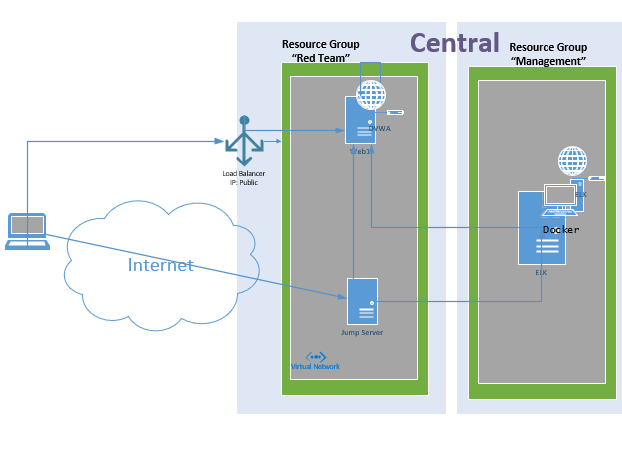 Central
Resource Group
“Red Team”
Resource Group
“Management”
DVWA
Load Balancer
IP: Public
ELK
Docker
ELK
Internet
Jump Server
Virtual Network